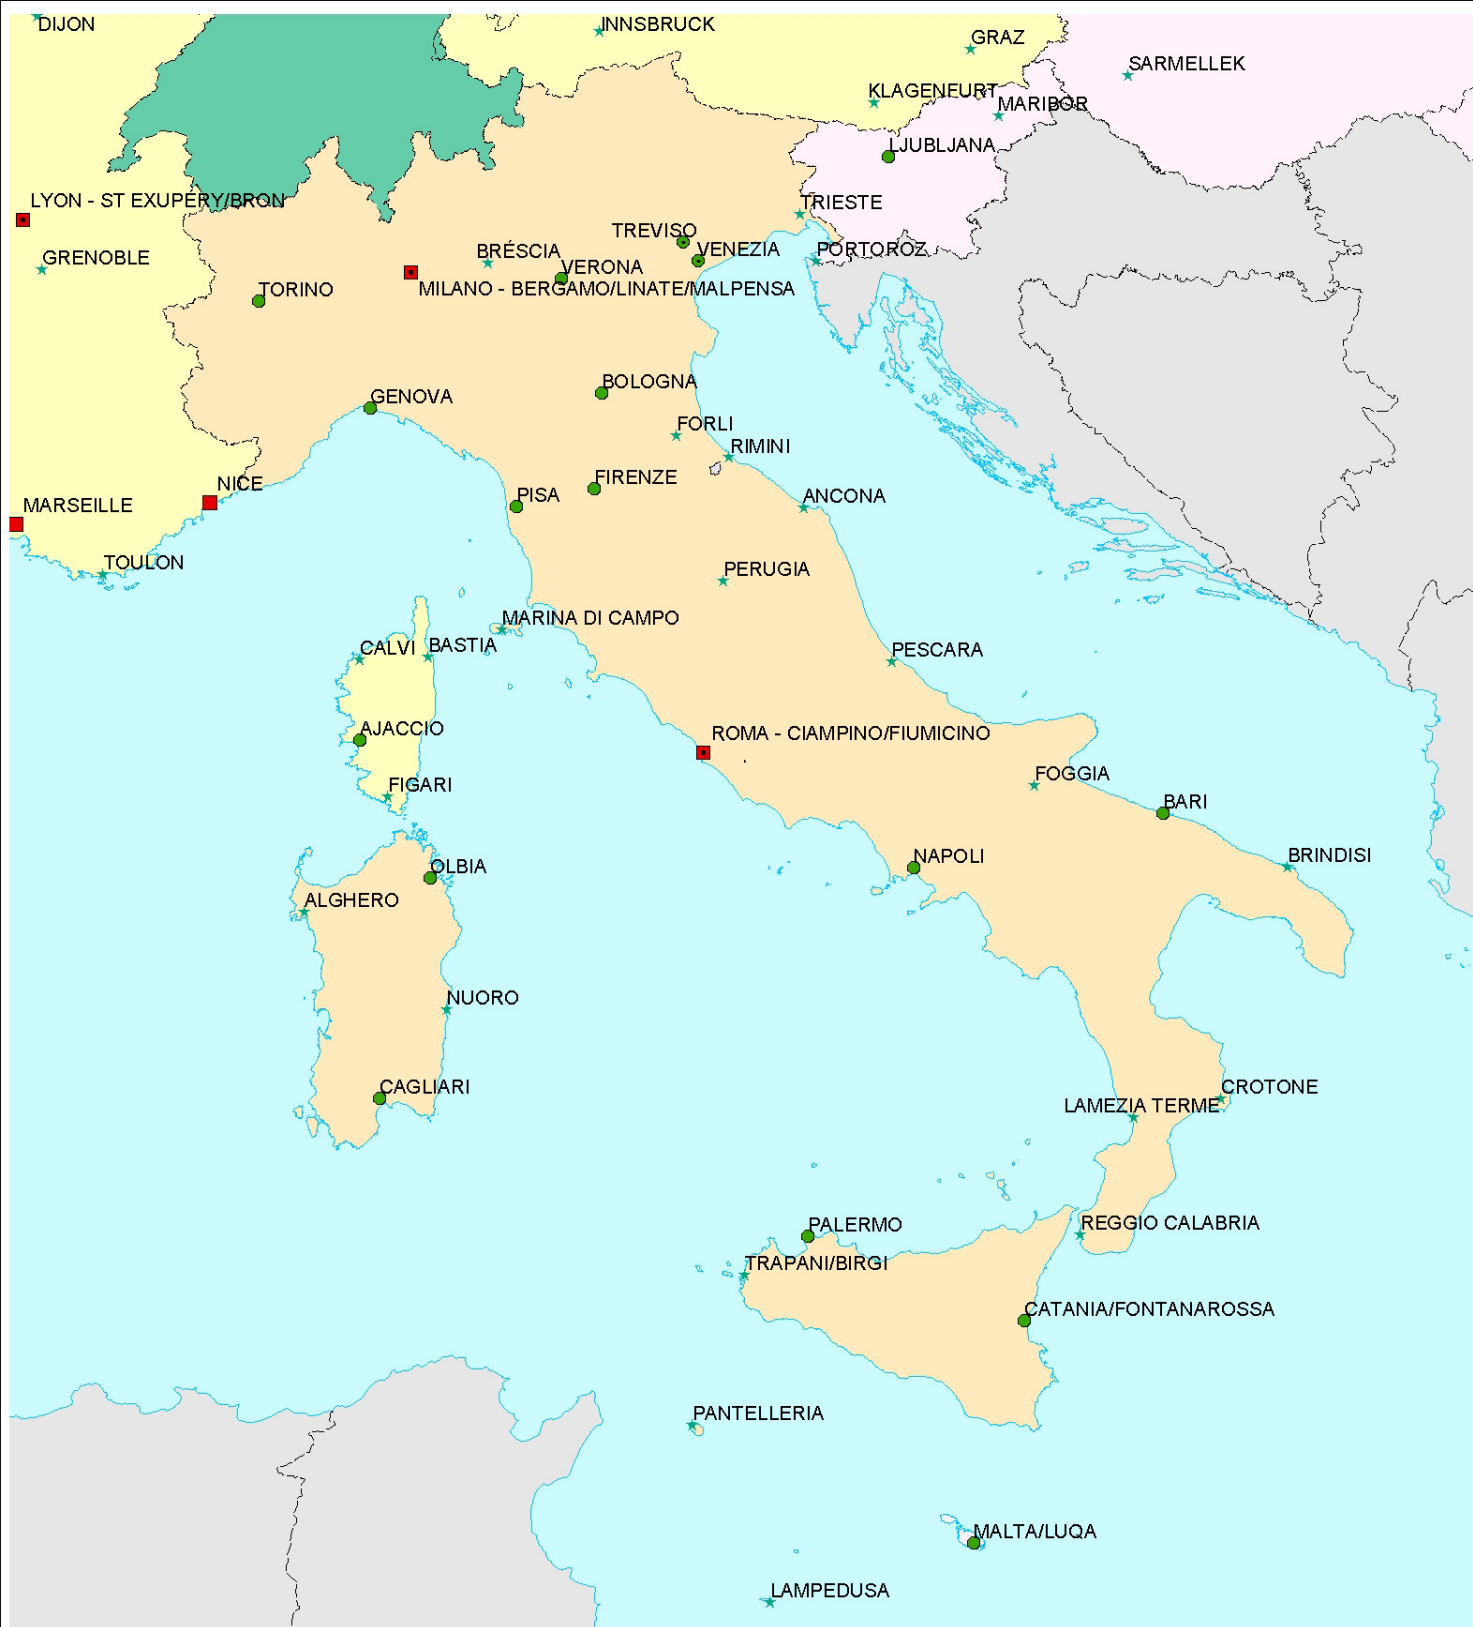 DIJON
INNSBRUCK
GRAZ
SARMELLEK
KLAGENFURT
MARIBOR
LJUBLJANA
LYON - ST EXUPÉRY/BRON
TRIESTE
TREVISO
VENEZIA
PORTOROZ
GRENOBLE
BRÉSCIA
VERONA
TORINO
MILANO - BERGAMO/LINATE/MALPENSA
BOLOGNA
GENOVA
FORLI
RIMINI
FIRENZE
NICE
PISA
ANCONA
MARSEILLE
TOULON
PERUGIA
MARINA DI CAMPO
CALVI
BASTIA
PESCARA
AJACCIO
ROMA - CIAMPINO/FIUMICINO
FOGGIA
FIGARI
BARI
NAPOLI
BRINDISI
OLBIA
ALGHERO
NUORO
CAGLIARI
CROTONE
LAMEZIA TERME
PALERMO
REGGIO CALABRIA
TRAPANI/BIRGI
CATANIA/FONTANAROSSA
PANTELLERIA
MALTA/LUQA
LAMPEDUSA